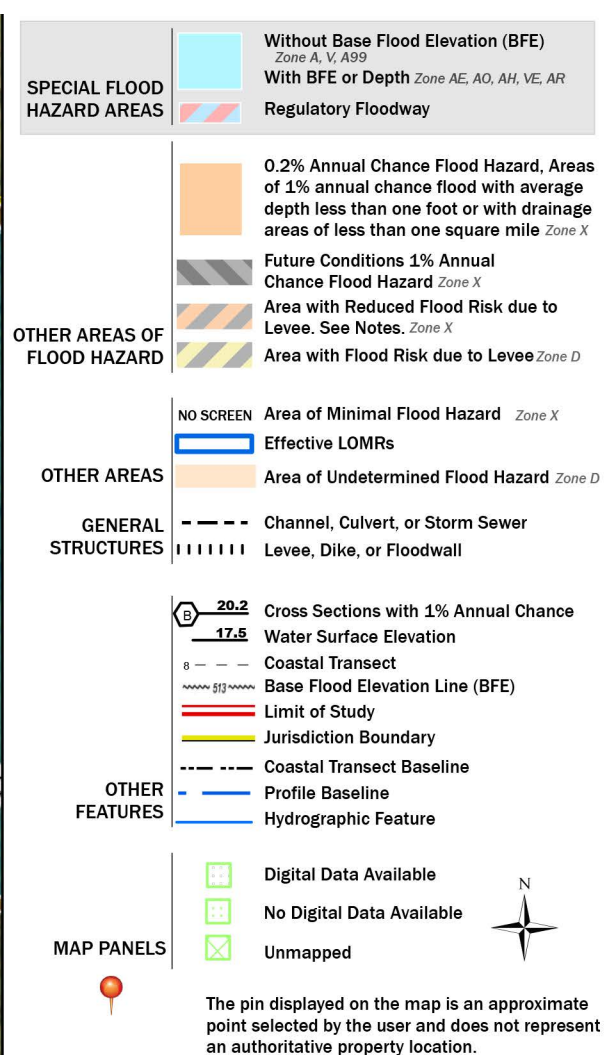 SPECIAL FLOOD
HAZARD AREAS
Without Base Flood Elevation (BFE)
Zone A, V, A99
With BFE or Depth Zone AE, AO, AH, VE, AR
Regulatory Floodway
OTHER AREAS OF
FLOOD HAZARD
0.2% Annual Chance Flood Hazard, Areas
of 1% annual chance flood with average
depth less than one foot or with drainage
areas of less than one square mile Zone X
Future Conditions 1% Annual
Chance Flood Hazard Zone X
Area with Reduced Flood Risk due to
Levee. See Notes. Zone X
Area with Flood Risk due to Levee Zone D
OTHER AREAS
NO SCREEN Area of Minimal Flood Hazard Zone X
Effective LOMRs
Area of Undetermined Flood Hazard Zone D
GENERAL
STRUCTURES
Channel, Culvert, or Storm Sewer
Levee, Dike, or Floodwall
OTHER
FEATURES
B 20.2 Cross Sections with 1% Annual Chance
17.5 Water Surface Elevation
8 Coastal Transect
513 Base Flood Elevation Line (BFE)
Limit of Study
Jurisdiction Boundary
Coastal Transect Baseline
Profile Baseline
Hydrographic Feature
MAP PANELS
Digital Data Available
No Digital Data Available
Unmapped
N
The pin displayed on the map is an approximate
point selected by the user and does not represent
an authoritative property location.